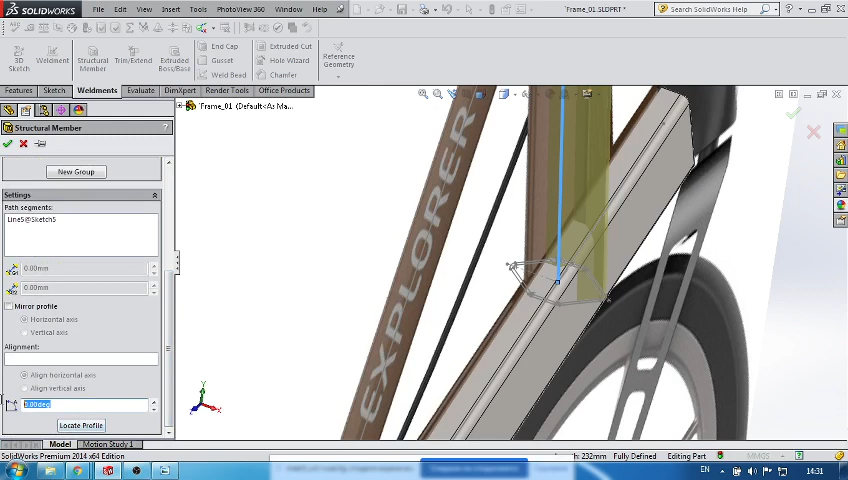 SOLIDWORKS File Edit View Insert Tools PhotoView 360 Window Help 'Frame_01.SLDPRT * Search SolidWorks Help
3D Sketch
Weldment
Structural Member
Trim/Extend
Extruded Boss/Base
End Cap
Gusset
Weld Bead
Extruded Cut
Hole Wizard
Chamfer
Reference Geometry
Features Sketch Weldments Evaluate DimXpert Render Tools Office Products
'Frame_01 (Default<As Ma...
Structural Member ?
New Group
Settings
Path segments:
Line5@Sketch5
0.00mm
0.00mm
Mirror profile
Horizontal axis
Vertical axis
Alignment:
Align horizontal axis
Align vertical axis
0.00deg
Locate Profile
EXPLORER
EXPLORER
Y
X
Z
Model Motion Study 1
SolidWorks Premium 2014 x64 Edition
th: 232mm Fully Defined Editing Part MMGS
EN 14:31